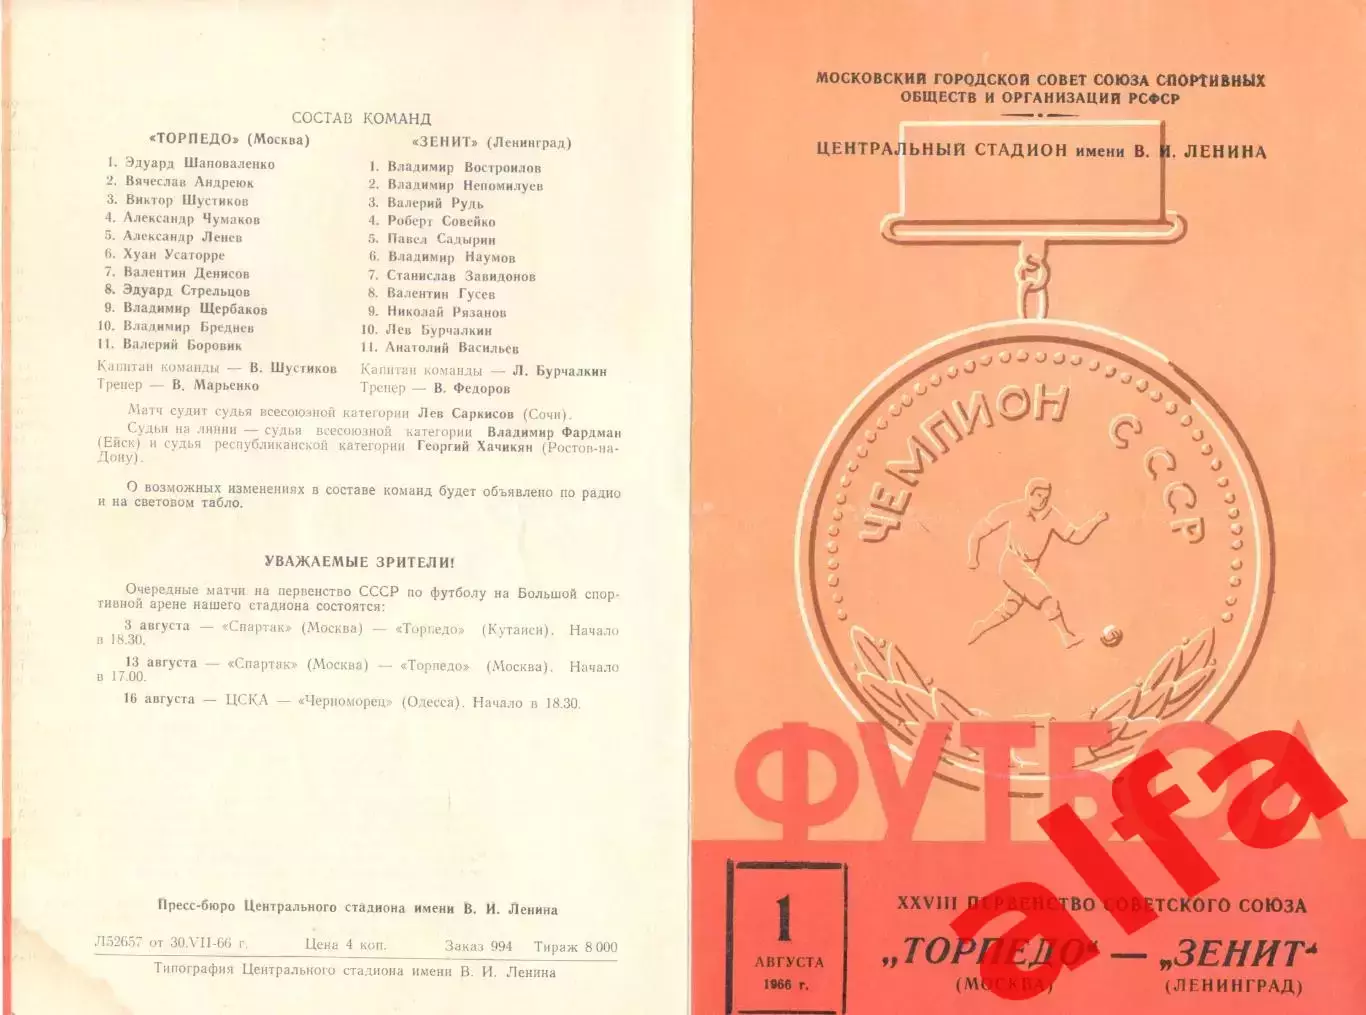 СОСТАВ КОМАНД
«ТОРПЕДО» (Москва)
1. Эдуард Шаповаленко
2. Вячеслав Андреюк
3. Виктор Шустиков
4. Александр Чумаков
5. Александр Ленев
6. Хуан Усаторре
7. Валентин Денисов
8. Эдуард Стрельцов
9. Владимир Щербаков
10. Владимир Бреднев
11. Валерий Боровик
Капитан команды — В. Шустиков
Тренер — В. Марьенко
«ЗЕНИТ» (Ленинград)
1. Владимир Востроилов
2. Владимир Непомилуев
3. Валерий Рудь
4. Роберт Совейко
5. Павел Садырин
6. Владимир Наумов
7. Станислав Завидонов
8. Валентин Гусев
9. Николай Рязанов
10. Лев Бурчалкин
11. Анатолий Васильев
Капитан команды — Л. Бурчалкин
Тренер — В. Федоров
Матч судит судья всесоюзной категории Лев Саркисов (Сочи).
Судьи на линии — судья всесоюзной категории Владимир Фардман
(Ейск) и судья республиканской категории Георгий Хачикян (Ростов-на-
Дону).
О возможных изменениях в составе команд будет объявлено по радио
и на световом табло.
УВАЖАЕМЫЕ ЗРИТЕЛИ!
Очередные матчи на первенство СССР по футболу на Большой спор-
тивной арене нашего стадиона состоятся:
3 августа — «Спартак» (Москва) — «Торпедо» (Кутаиси). Начало
в 18.30.
13 августа — «Спартак» (Москва) — «Торпедо» (Москва). Начало
в 17.00.
16 августа — ЦСКА — «Черноморец» (Одесса). Начало в 18.30.
Пресс-бюро Центрального стадиона имени В. И. Ленина
Л52657 от 30.VII-66 г. Цена 4 коп. Заказ 994 Тираж 8 000
Типография Центрального стадиона имени В. И. Ленина
МОСКОВСКИЙ ГОРОДСКОЙ СОВЕТ СОЮЗА СПОРТИВНЫХ
ОБЩЕСТВ И ОРГАНИЗАЦИЙ РСФСР
ЦЕНТРАЛЬНЫЙ СТАДИОН имени В. И. ЛЕНИНА
ЧЕМПИОН СССР
ФУТБОЛ
1
АВГУСТА
1966 г.
XXVIII ПЕРВЕНСТВО СОВЕТСКОГО СОЮЗА
„ТОРПЕДО“ — „ЗЕНИТ“
(МОСКВА) (ЛЕНИНГРАД)
alfa